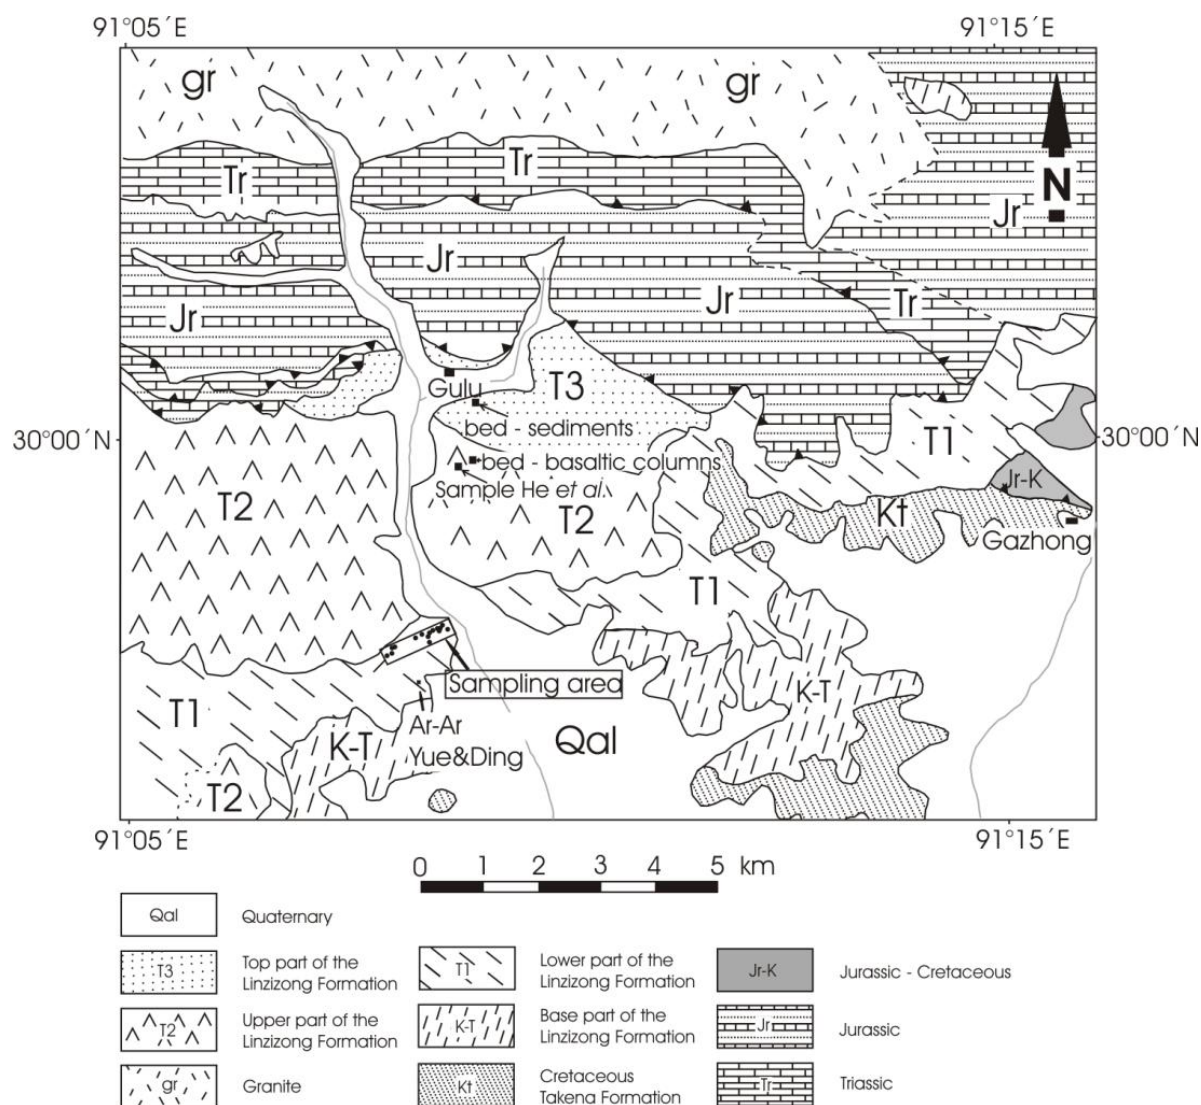 91°05´E
91°15´E
gr
gr
N
Tr
Tr
Jr
Jr
Jr
Jr
Tr
Gulu
T3
bed - sediments
30°00´N
30°00´N
T1
bed - basaltic columns
Sample He et al.
Jr-K
T2
T2
Kt
Gazhong
T1
Sampling area
K-T
T1
Ar-Ar
Yue&Ding
K-T
Qal
T2
91°05´E
91°15´E
0 1 2 3 4 5 km
Qal Quaternary
T3 Top part of the
Linzizong Formation
T1 Lower part of the
Linzizong Formation
Jr-K Jurassic - Cretaceous
T2 Upper part of the
Linzizong Formation
K-T Base part of the
Linzizong Formation
Jr Jurassic
gr Granite
Kt Cretaceous
Takena Formation
Tr Triassic